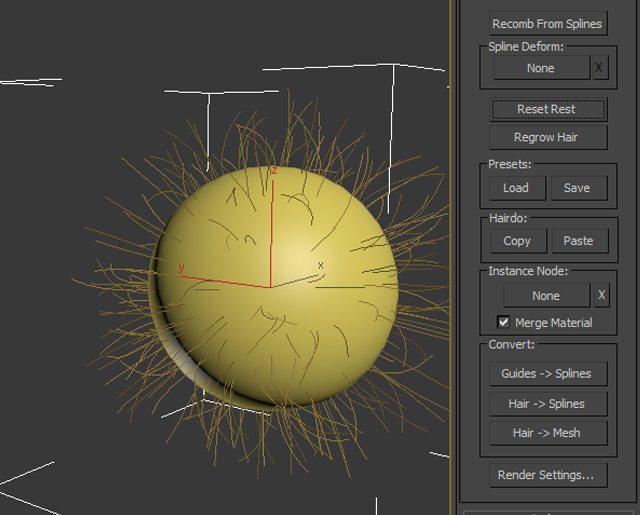 Recomb From Splines
Spline Deform:
None X
Reset Rest
Regrow Hair
Presets:
Load Save
Hairdo:
Copy Paste
Instance Node:
None X
Merge Material
Convert:
Guides -> Splines
Hair -> Splines
Hair -> Mesh
Render Settings...
z
y
x